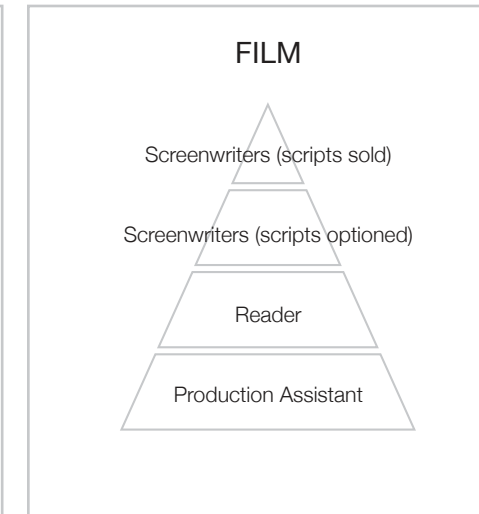 FILM
Screenwriters (scripts sold)
Screenwriters (scripts optioned)
Reader
Production Assistant